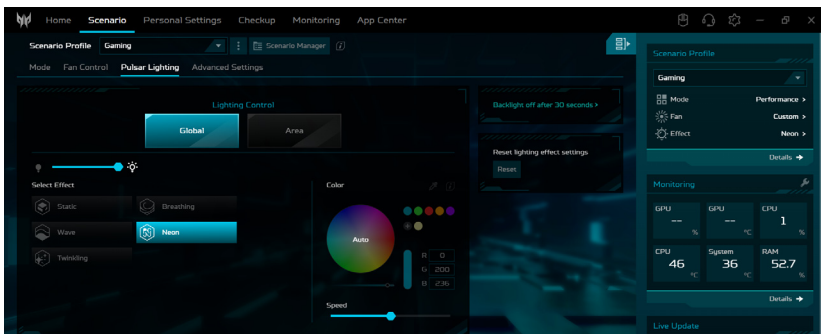 Home Scenario Personal Settings Checkup Monitoring App Center
Scenario Profile Gaming Scenario Manager
Mode Fan Control Pulsar Lighting Advanced Settings
Lighting Control
Global Area
Select Effect
Static Breathing
Wave Neon
Twinkling
Color
Auto
R 0
G 200
B 236
Speed
Backlight off after 30 seconds >
Reset lighting effect settings
Reset
Scenario Profile
Gaming
Mode Performance >
Fan Custom >
Effect Neon >
Details →
Monitoring
GPU GPU CPU
-- -- 1
% °C %
CPU System RAM
46 36 52.7
°C °C %
Details →
Live Update